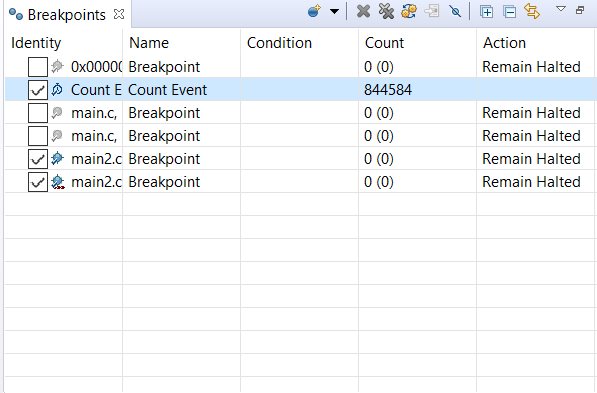 Breakpoints
Identity Name Condition Count Action
0x00000 Breakpoint 0 (0) Remain Halted
Count E Count Event 844584
main.c, Breakpoint 0 (0) Remain Halted
main.c, Breakpoint 0 (0) Remain Halted
main2.c Breakpoint 0 (0) Remain Halted
main2.c Breakpoint 0 (0) Remain Halted